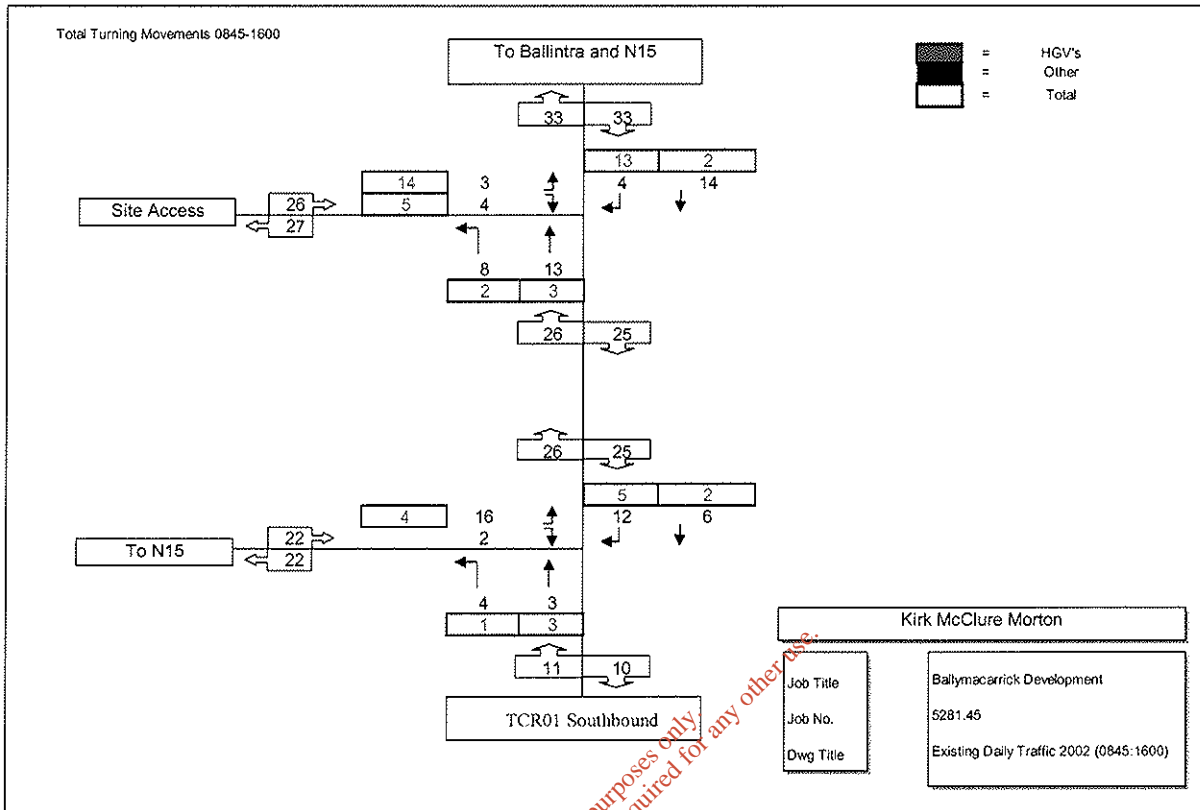 Total Turning Movements 0845-1600
To Ballintra and N15
= HGV's
= Other
= Total
33 33
13 2
14 3 4 14
Site Access 26 5 4
27
8 13
2 3
26 25
26 25
5 2
4 16 12 6
To N15 22 2
22
4 3
1 3
11 10
TCR01 Southbound
Kirk McClure Morton
Job Title Ballymacarrick Development
Job No. 5281.45
Dwg Title Existing Daily Traffic 2002 (0845:1600)
purposes only.
quired for any other use.